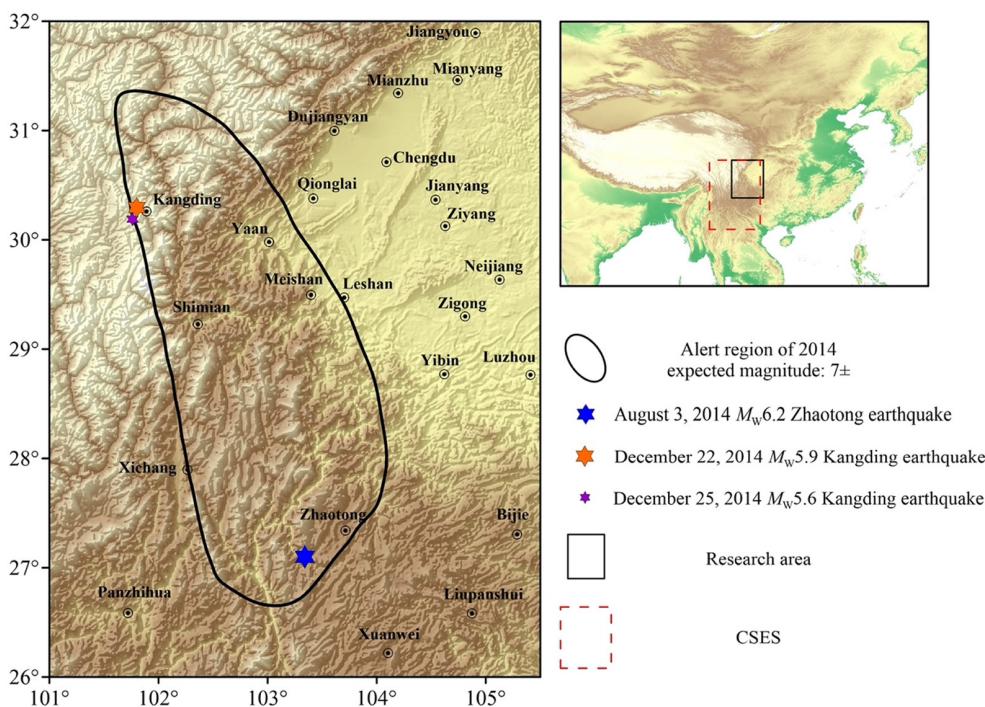 32°
31°
30°
29°
28°
27°
26°
101
102
103
104
105
Jiangyou
Mianyang
Mianzhu
Dujiangyan
Chengdu
Qionglai
Jianyang
Kangding
Ziyang
Yaan
Neijiang
Meishan
Leshan
Zigong
Shimian
Yibin
Luzhou
Xichang
Zhaotong
Bijie
Panzhihua
Liupanshui
Xuanwei
Alert region of 2014
expected magnitude: 7±
August 3, 2014 MW6.2 Zhaotong earthquake
December 22, 2014 MW5.9 Kangding earthquake
December 25, 2014 MW5.6 Kangding earthquake
Research area
CSES